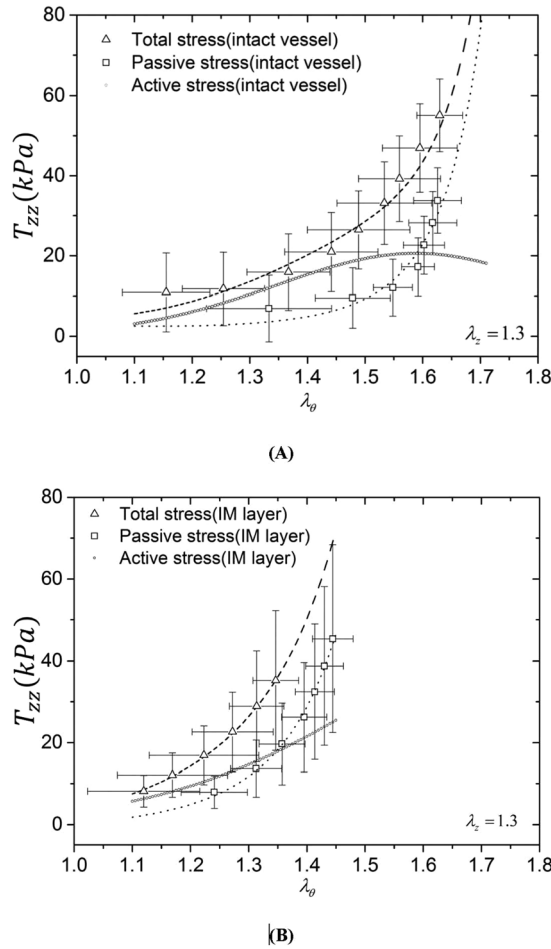 (A)
80
60
40
20
0
T_zz(kPa)
Total stress(intact vessel)
Passive stress(intact vessel)
Active stress(intact vessel)
λ_z=1.3
1.0 1.1 1.2 1.3 1.4 1.5 1.6 1.7 1.8
λ_θ
(A)
80
60
40
20
0
T_zz(kPa)
Total stress(IM layer)
Passive stress(IM layer)
Active stress(IM layer)
λ_z=1.3
1.0 1.1 1.2 1.3 1.4 1.5 1.6 1.7 1.8
λ_θ
(B)